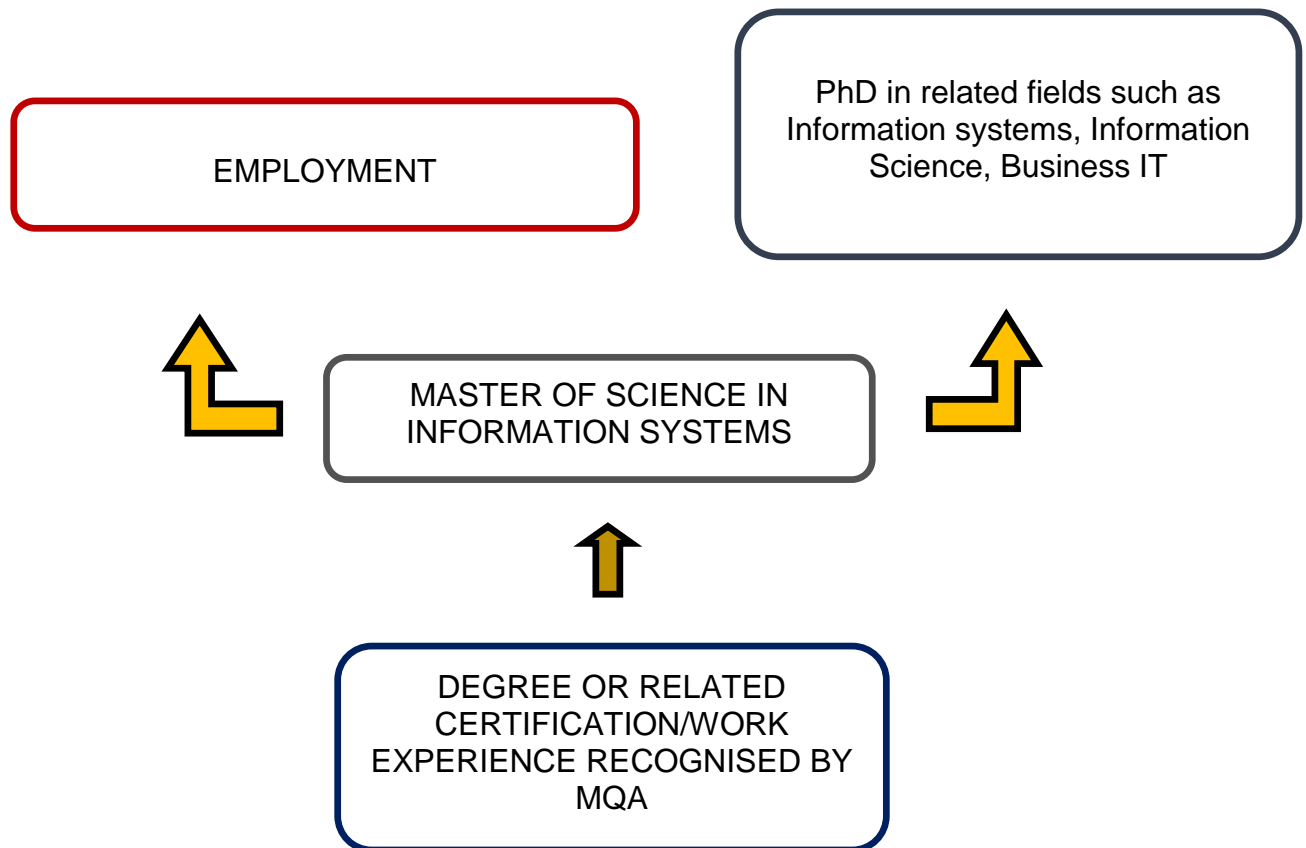 EMPLOYMENT
PhD in related fields such as
Information systems, Information
Science, Business IT
MASTER OF SCIENCE IN
INFORMATION SYSTEMS
DEGREE OR RELATED
CERTIFICATION/WORK
EXPERIENCE RECOGNISED BY
MQA